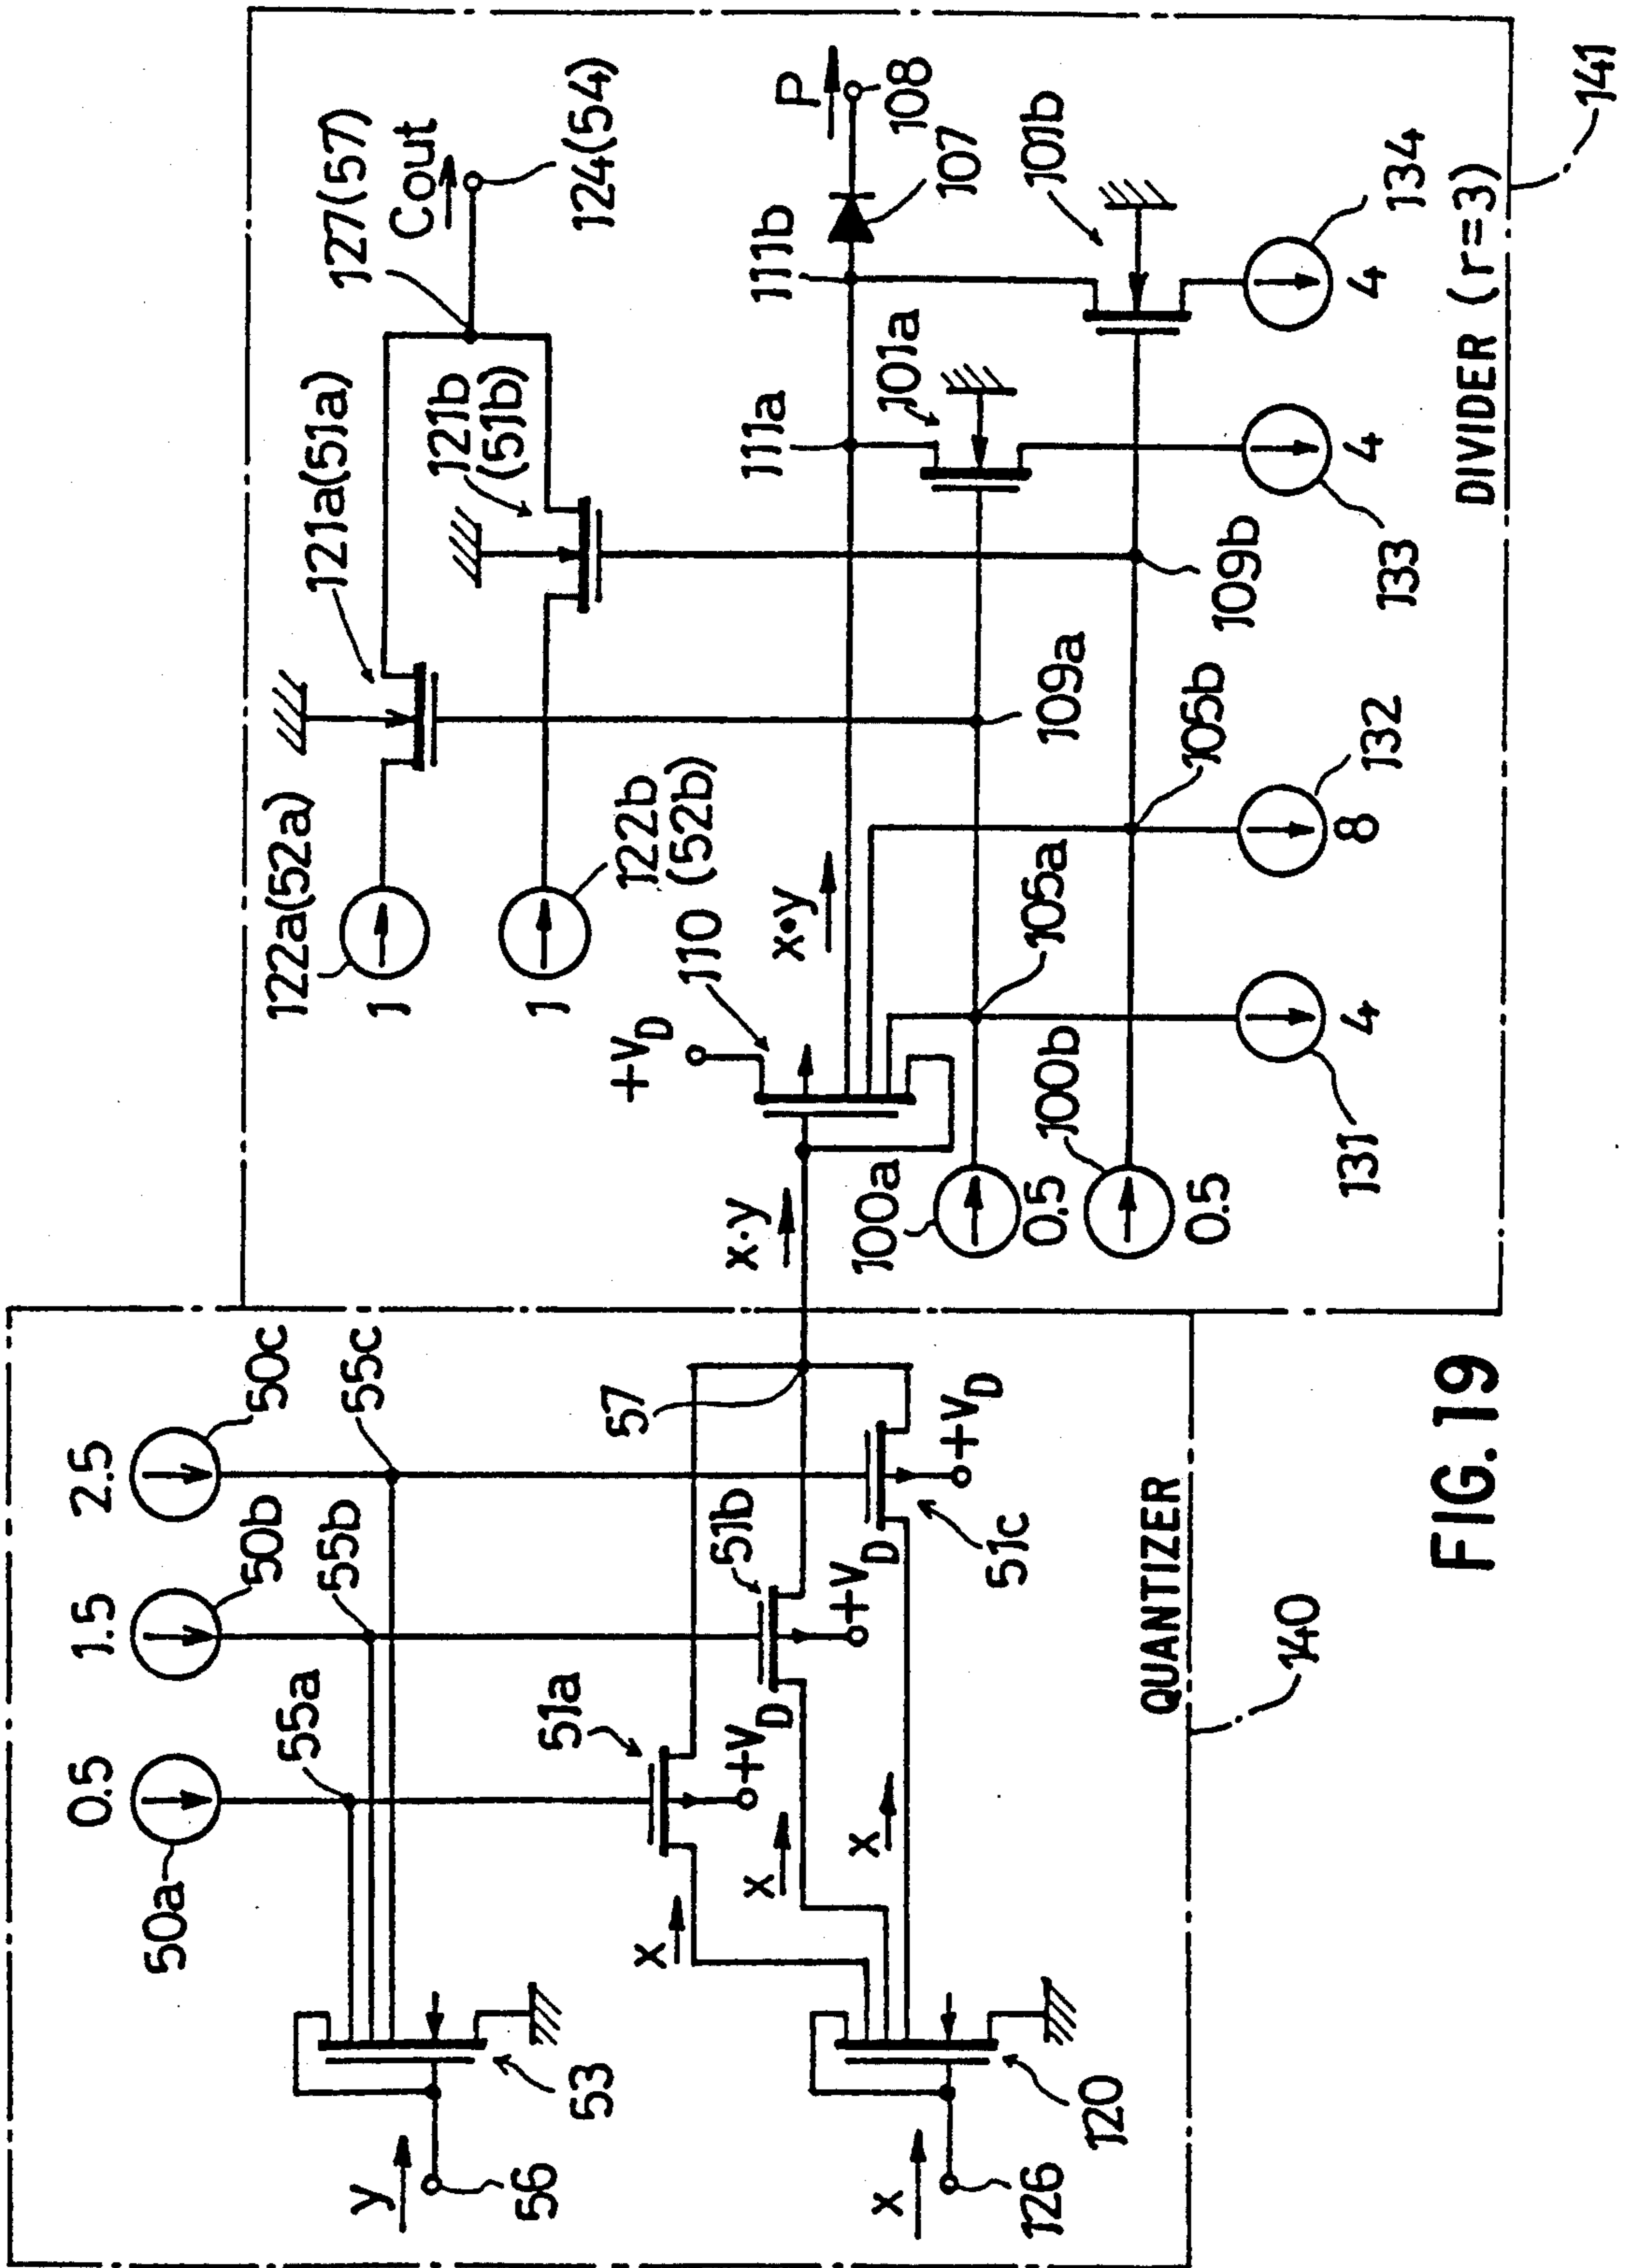 y
56
53
x
126
120
50a
0.5
50b
1.5
50c
2.5
55a
55b
55c
51a
+VD
51b
+VD
51c
+VD
x
x
x
57
QUANTIZER
140
x·y
110
+VD
x·y
100a
0.5
100b
0.5
105a
105b
131
4
132
8
109a
109b
122a(52a)
1
122b
(52b)
1
121a(51a)
121b
(51b)
127(57)
Cout
124(54)
111a
111b
101a
101b
107
P
108
133
4
134
4
DIVIDER (r=3)
141
FIG. 19